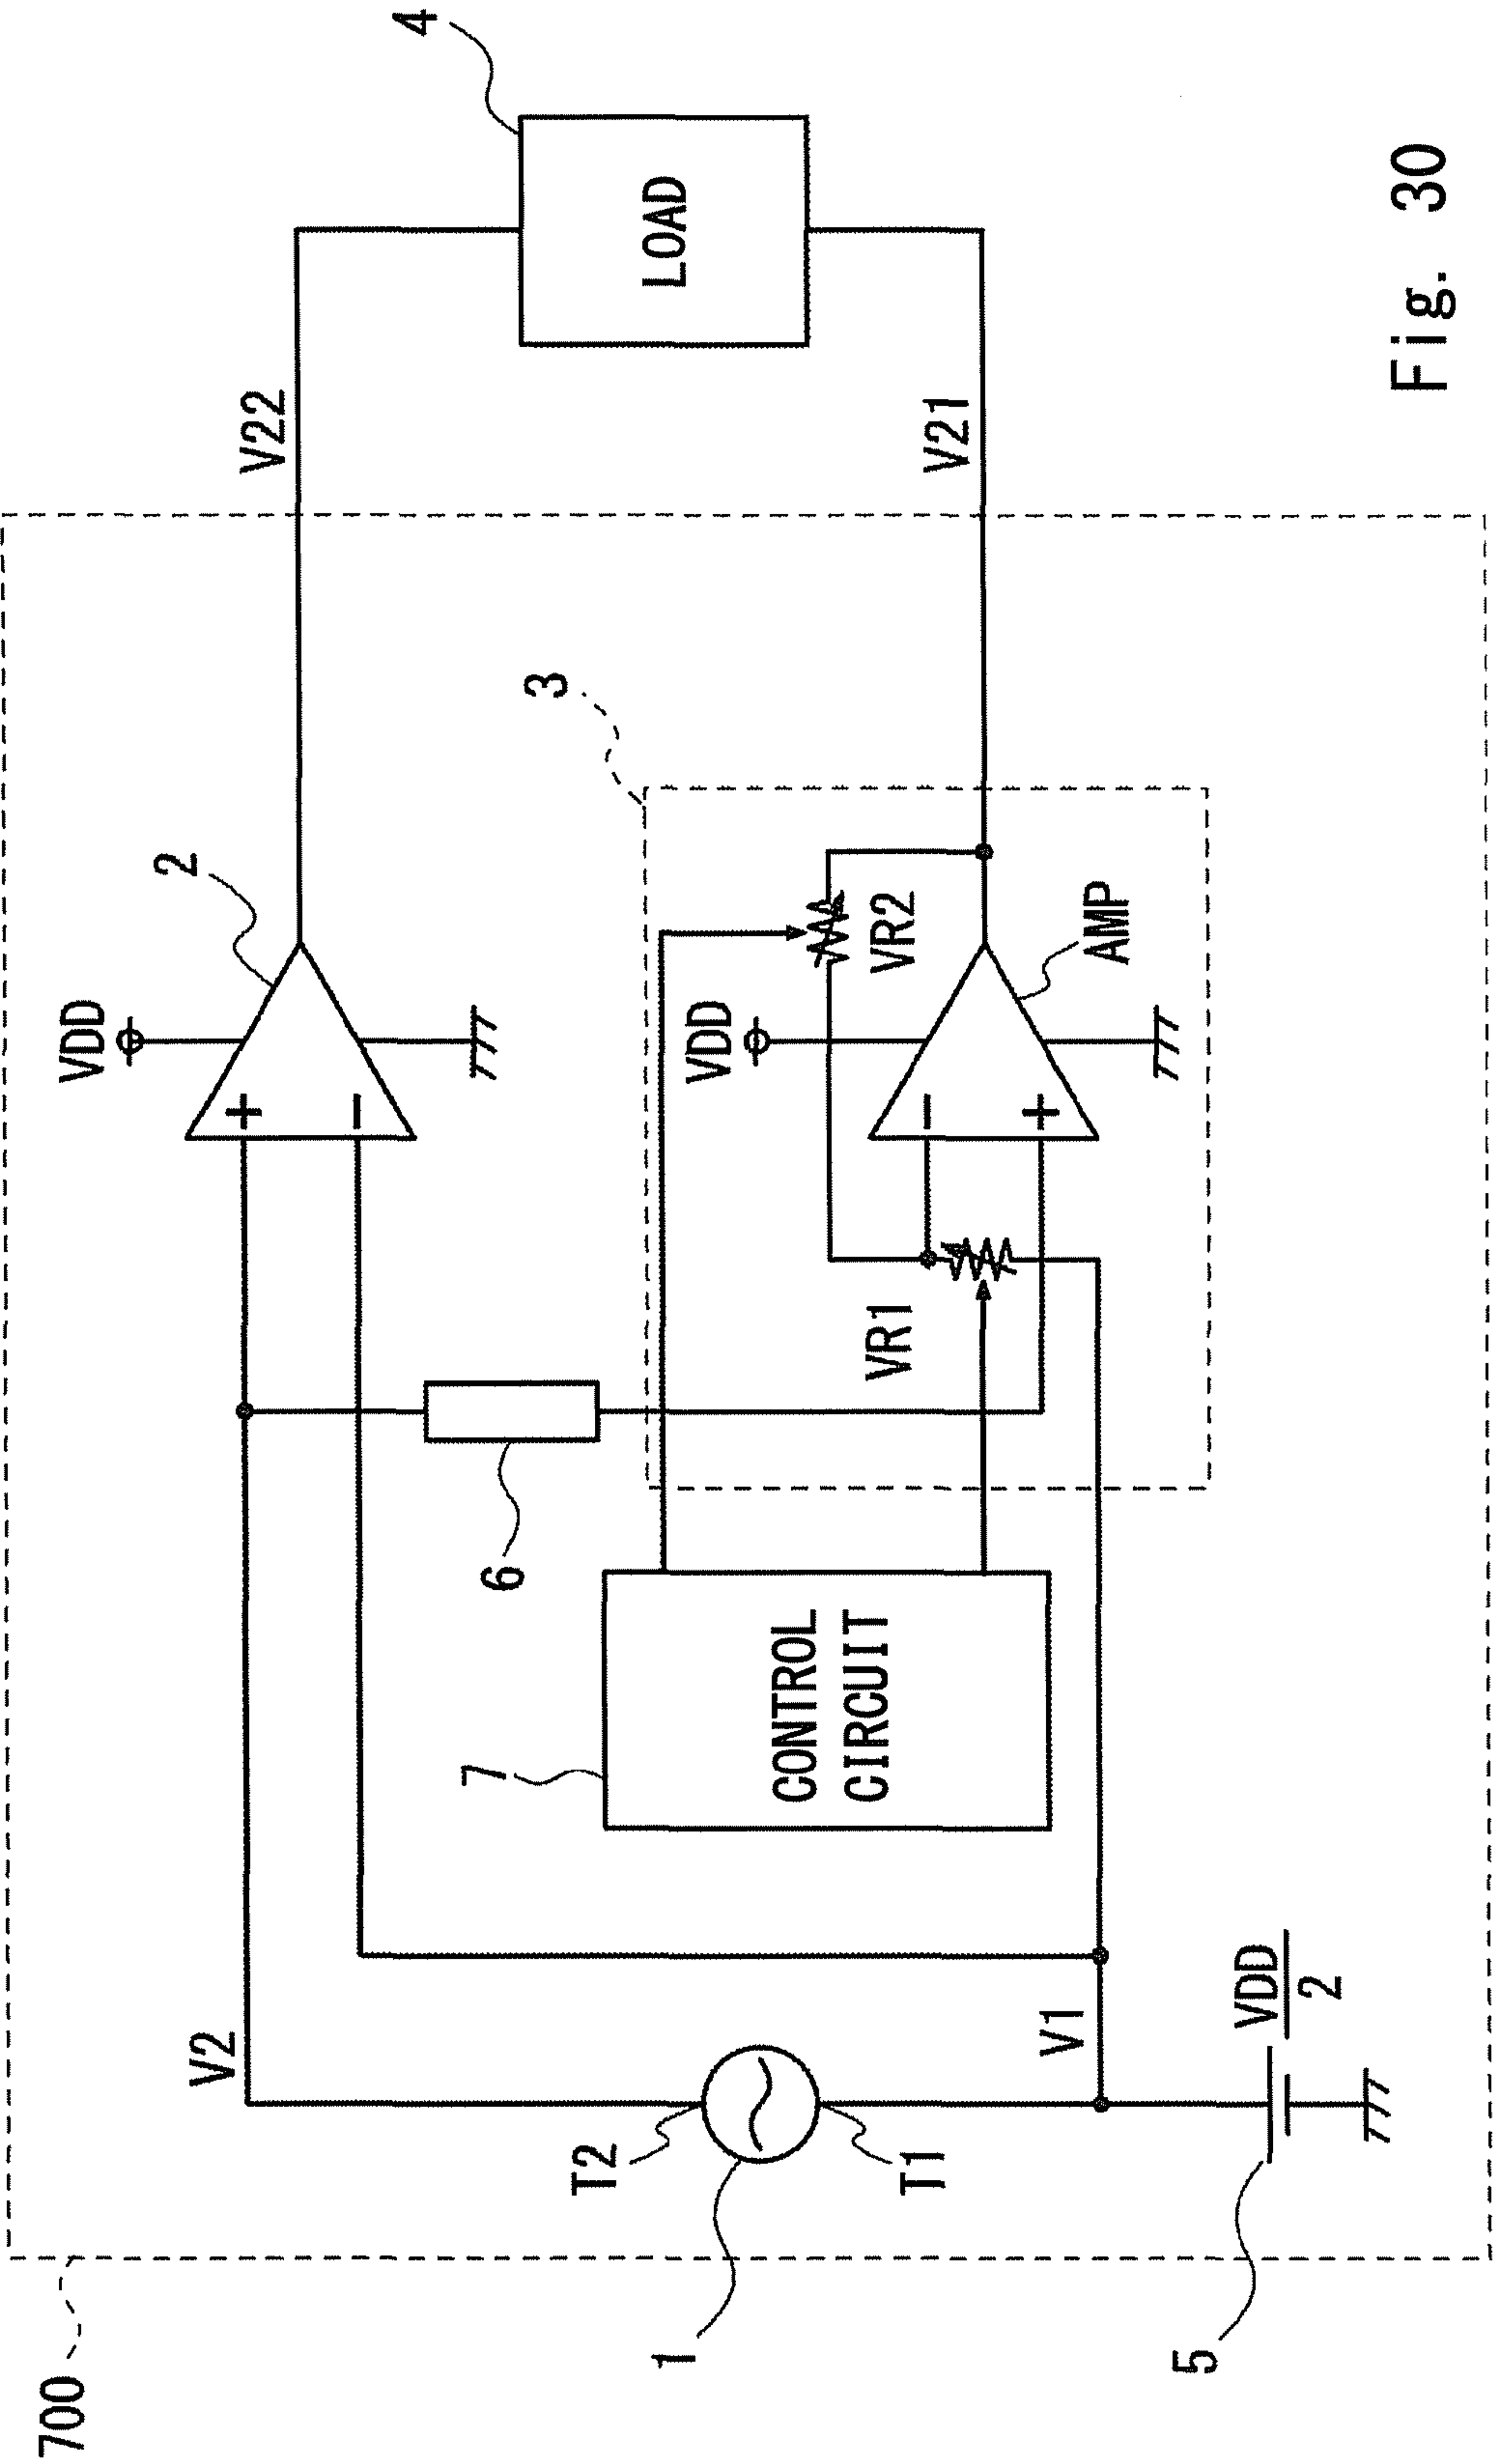 700
V2
VDD
2
V22
4
LOAD
T2
1
T1
7
CONTROL
CIRCUIT
6
3
VDD
VR2
VR1
AMP
V21
V1
VDD
2
5
+
−
−
+
Fig. 30